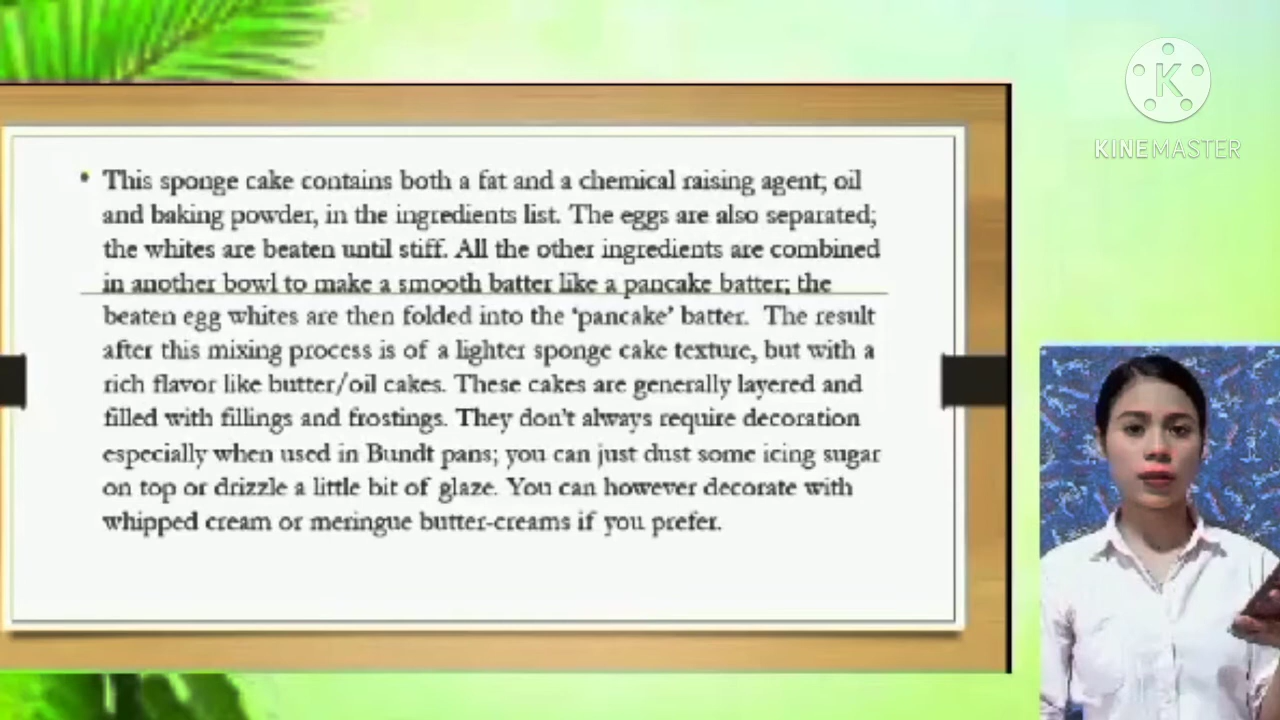 • This sponge cake contains both a fat and a chemical raising agent; oil
and baking powder, in the ingredients list. The eggs are also separated;
the whites are beaten until stiff. All the other ingredients are combined
in another bowl to make a smooth batter like a pancake batter; the
beaten egg whites are then folded into the ‘pancake’ batter.  The result
after this mixing process is of a lighter sponge cake texture, but with a
rich flavor like butter/oil cakes. These cakes are generally layered and
filled with fillings and frostings. They don’t always require decoration
especially when used in Bundt pans; you can just dust some icing sugar
on top or drizzle a little bit of glaze. You can however decorate with
whipped cream or meringue butter-creams if you prefer.
K
KINEMASTER